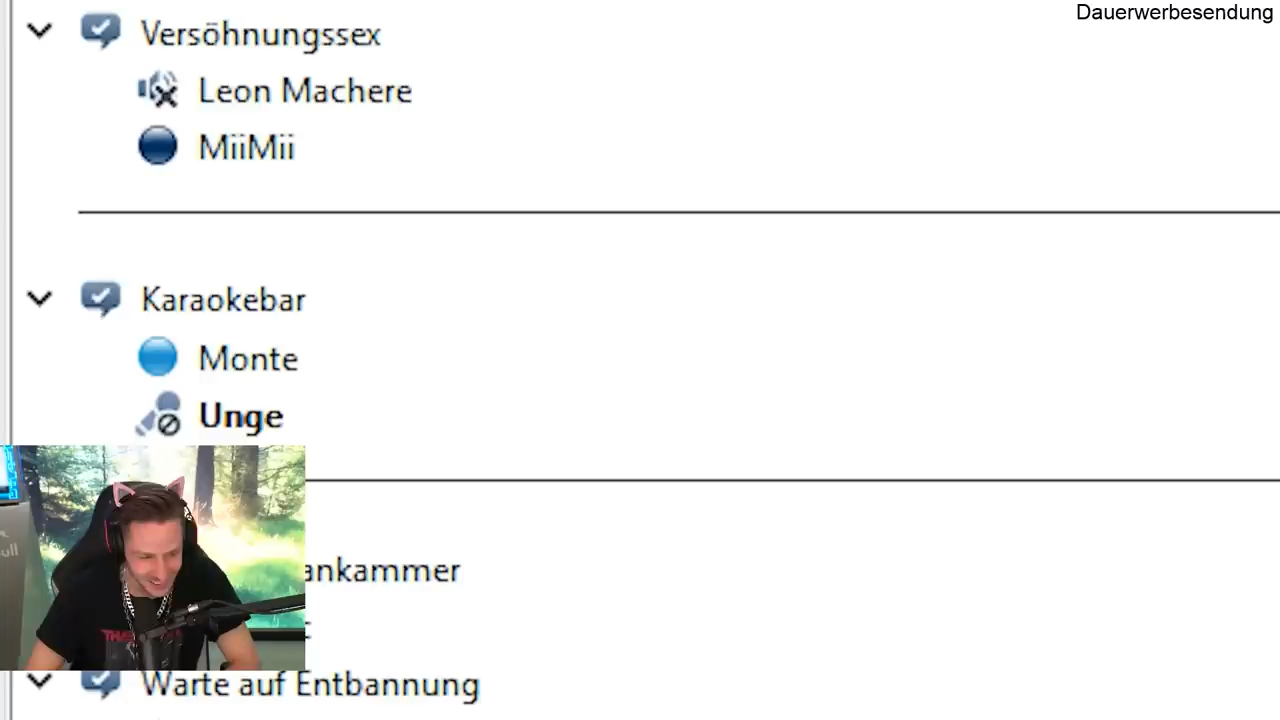 Dauerwerbesendung
Versöhnungssex
Leon Machere
MiiMii
Karaokebar
Monte
Unge
ankammer
Warte auf Entbannung